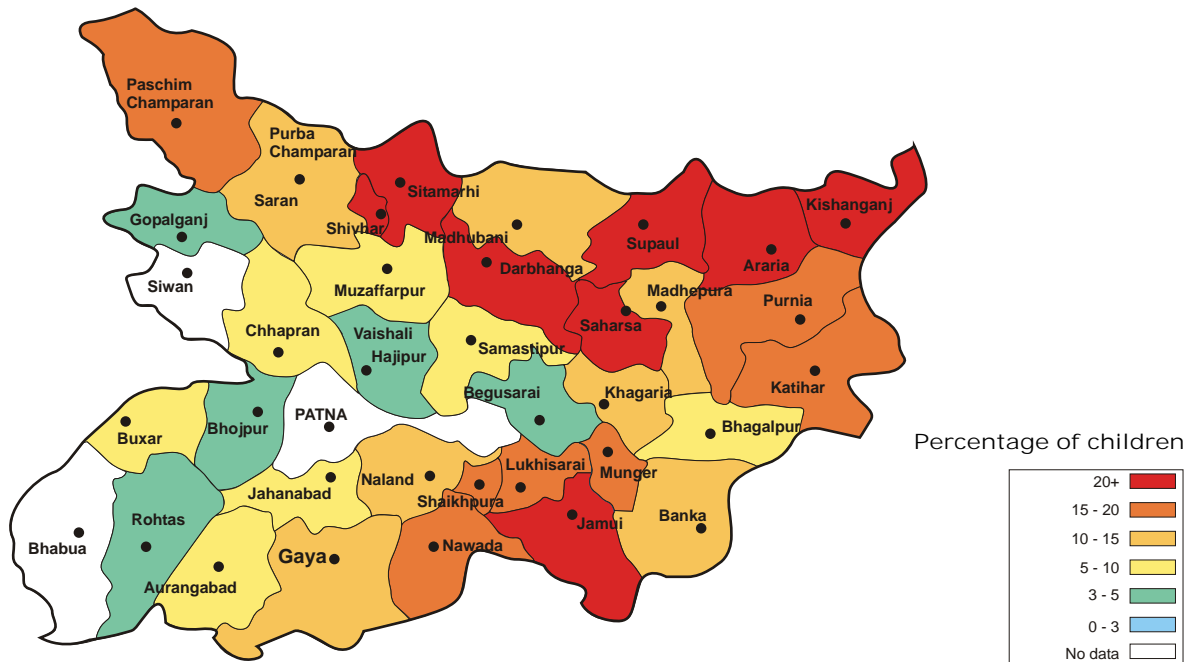 Paschim
Champaran
Purba
Champaran
Saran
Sitamarhi
Shivhar
Gopalganj
Siwan
Madhubani
Darbhanga
Supaul
Araria
Kishanganj
Muzaffarpur
Madhepura
Purnia
Saharsa
Chhapran
Vaishali
Hajipur
Samastipur
Begusarai
Khagaria
Katihar
Bhagalpur
Buxar
Bhojpur
PATNA
Jahanabad
Naland
Shaikhpura
Lukhisarai
Munger
Jamui
Banka
Rohtas
Bhabua
Aurangabad
Gaya
Nawada
Percentage of children
20+
15 - 20
10 - 15
5 - 10
3 - 5
0 - 3
No data